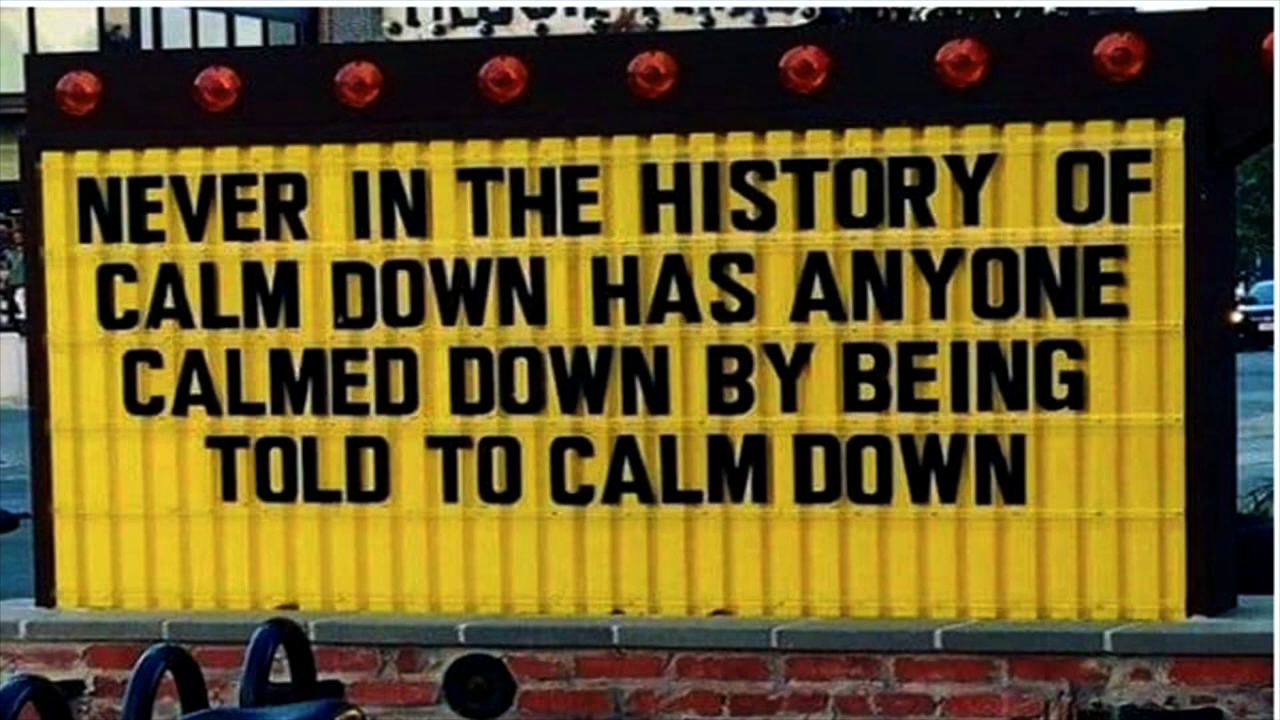 NEVER IN THE HISTORY OF
CALM DOWN HAS ANYONE
CALMED DOWN BY BEING
TOLD TO CALM DOWN